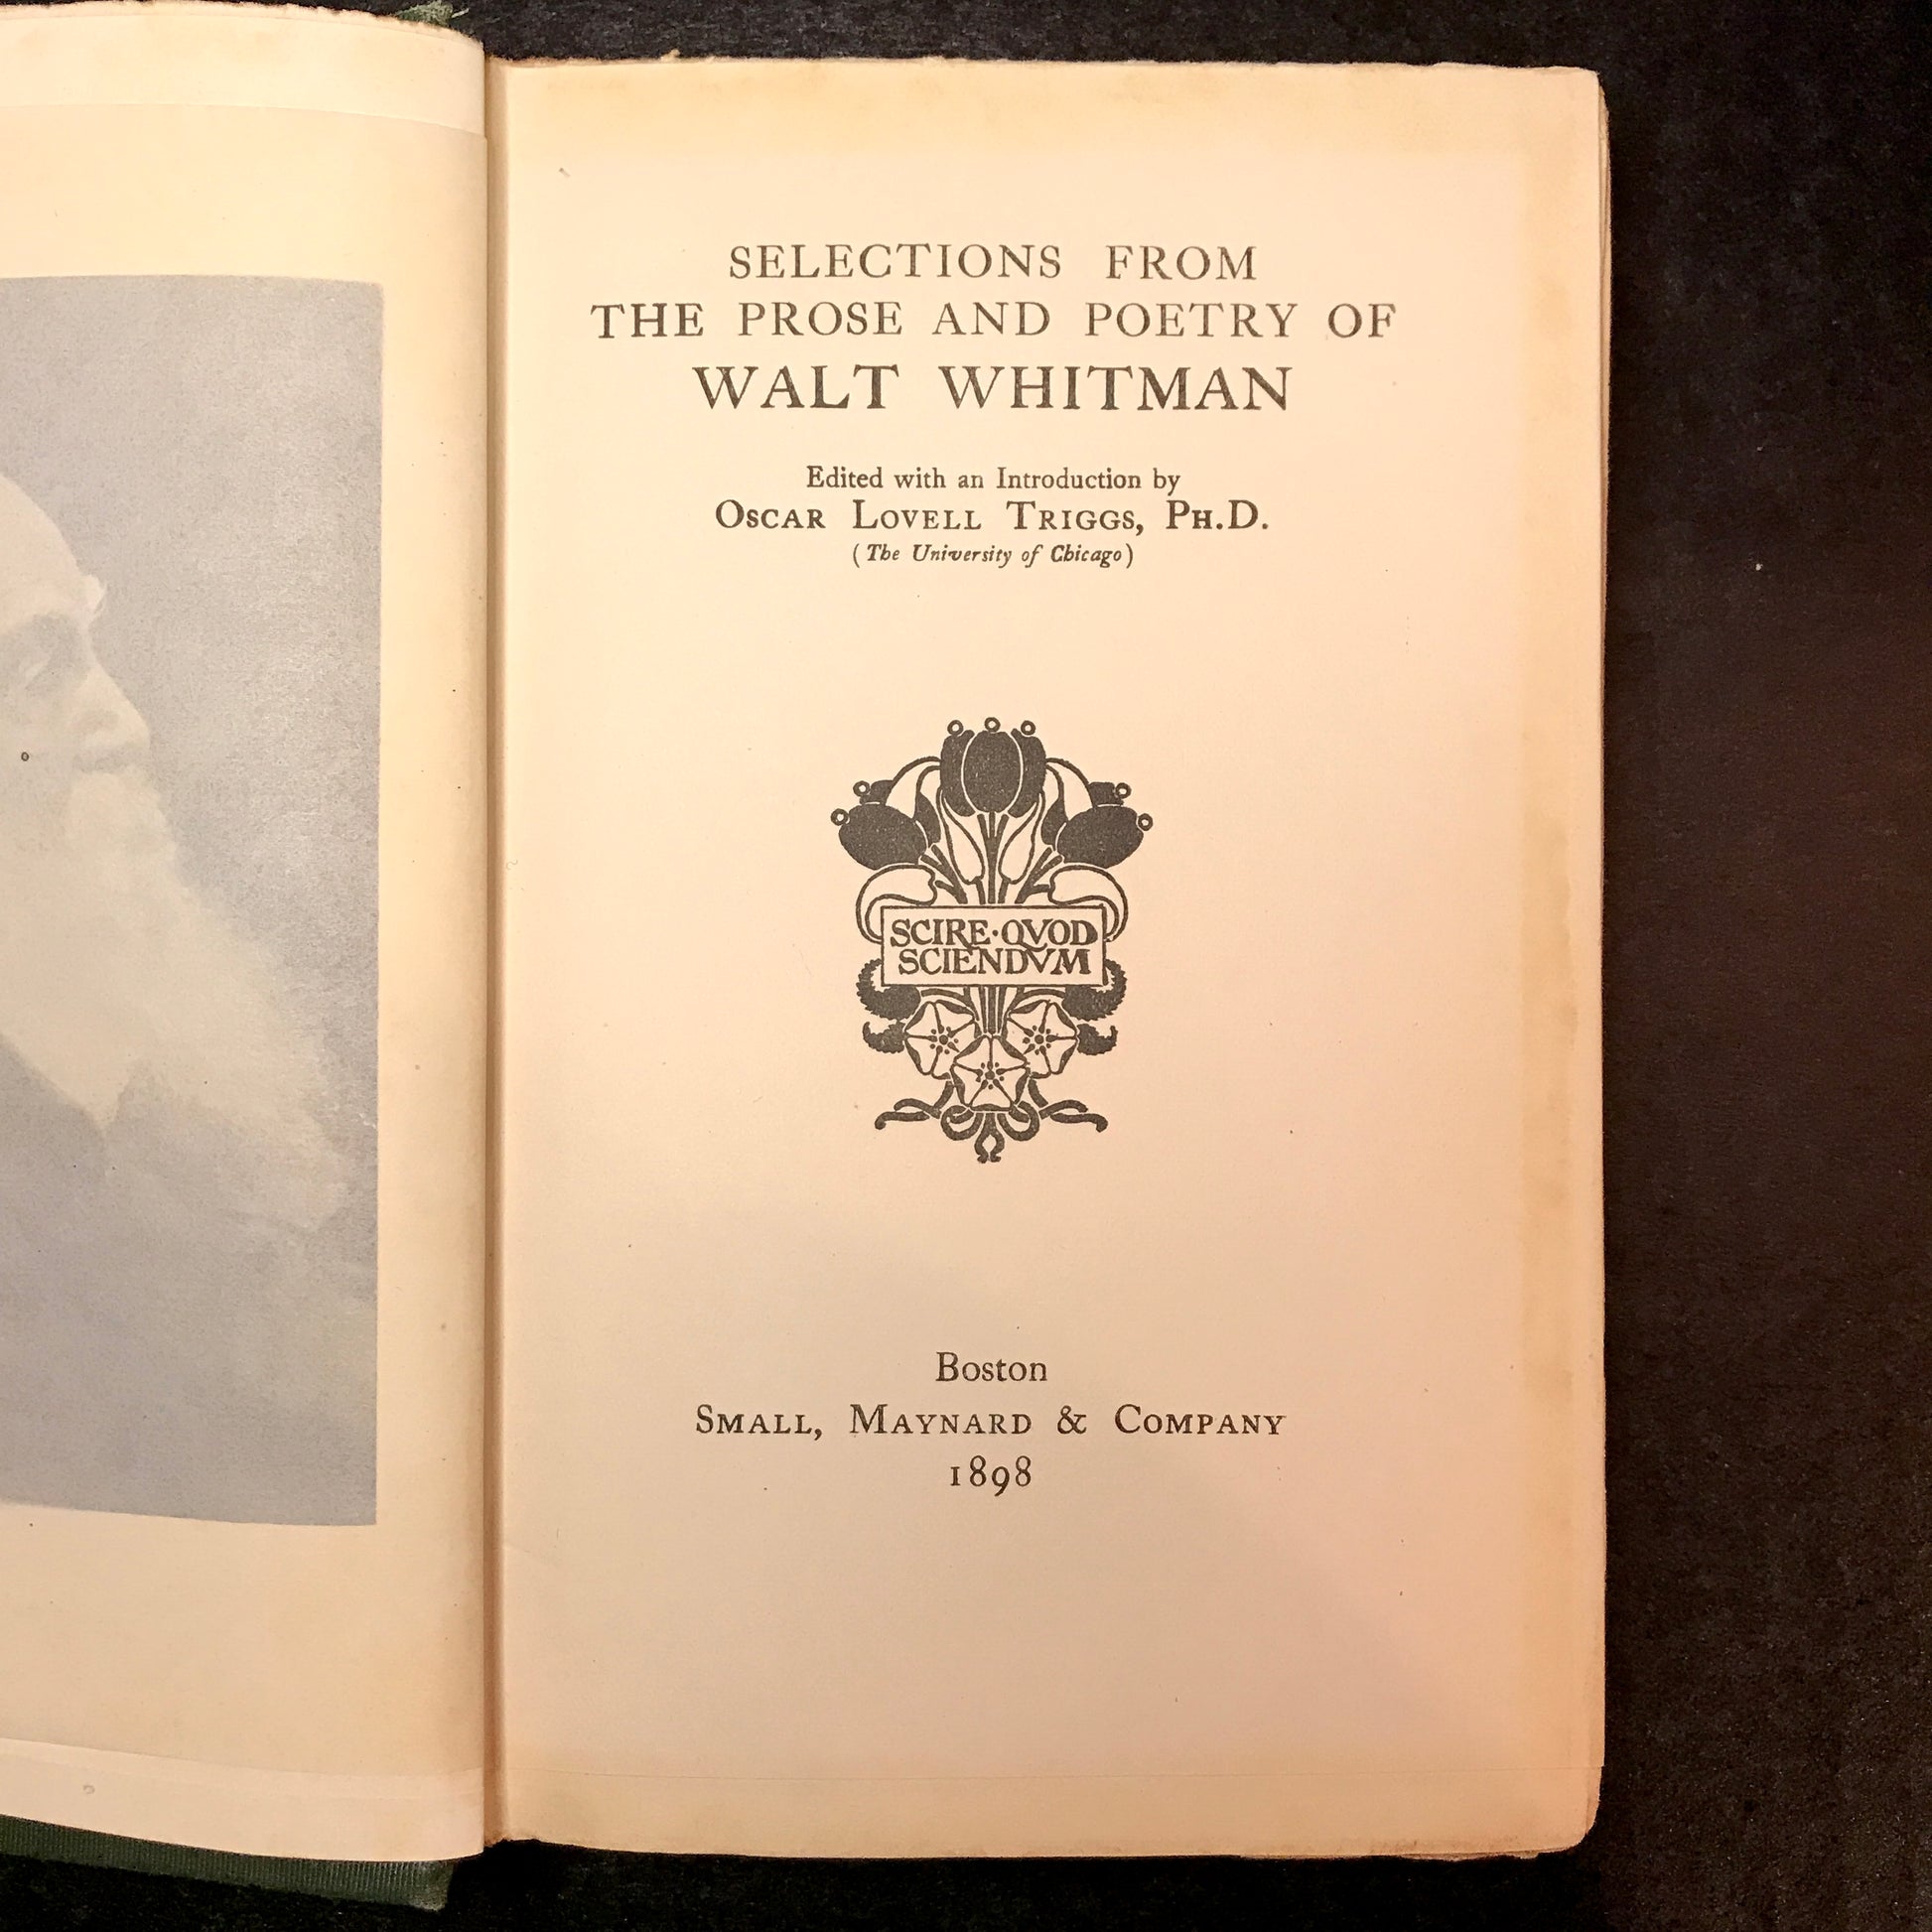 SELECTIONS FROM
THE PROSE AND POETRY OF
WALT WHITMAN
Edited with an Introduction by
OSCAR LOVELL TRIGGS, PH.D.
(The University of Chicago)
SCIRE·QVOD
SCIENDVM
Boston
SMALL, MAYNARD & COMPANY
1898